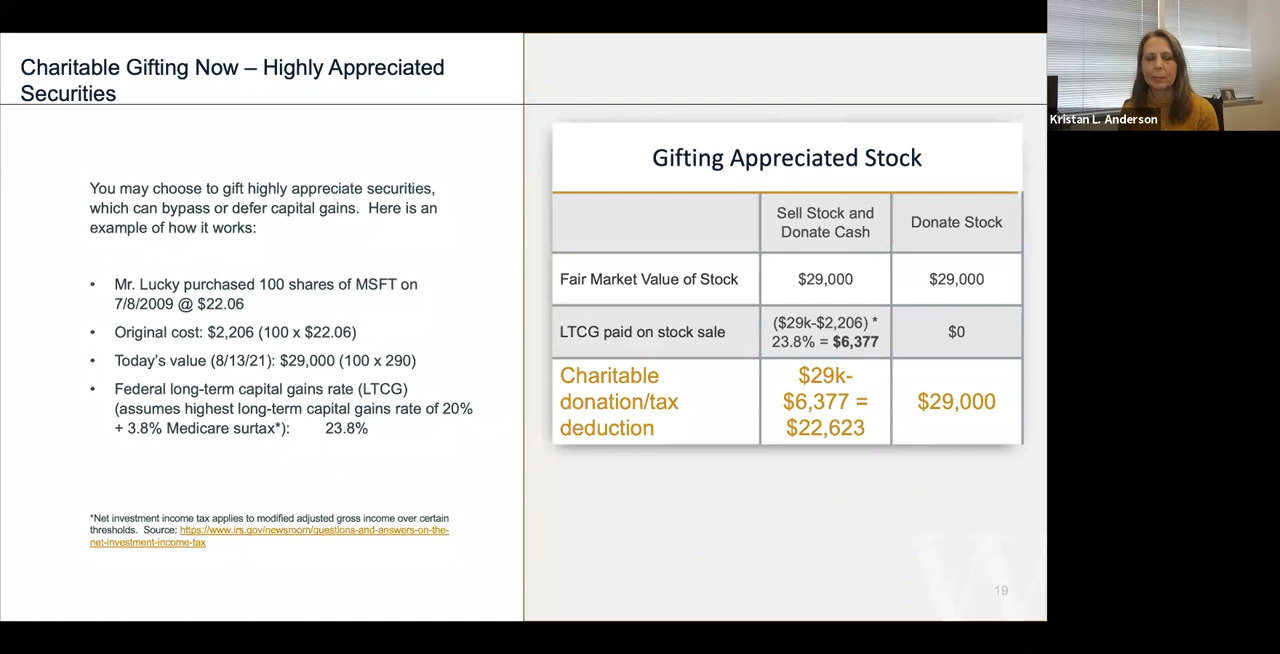 Charitable Gifting Now – Highly Appreciated
Securities
You may choose to gift highly appreciate securities,
which can bypass or defer capital gains.  Here is an
example of how it works:
• Mr. Lucky purchased 100 shares of MSFT on
7/8/2009 @ $22.06
• Original cost: $2,206 (100 x $22.06)
• Today’s value (8/13/21): $29,000 (100 x 290)
• Federal long-term capital gains rate (LTCG)
(assumes highest long-term capital gains rate of 20%
+ 3.8% Medicare surtax*): 23.8%
*Net investment income tax applies to modified adjusted gross income over certain
thresholds.  Source: https://www.irs.gov/newsroom/questions-and-answers-on-the-
net-investment-income-tax
Gifting Appreciated Stock
Sell Stock and
Donate Cash
Donate Stock
Fair Market Value of Stock
$29,000
$29,000
LTCG paid on stock sale
($29k-$2,206) *
23.8% = $6,377
$0
Charitable
donation/tax
deduction
$29k-
$6,377 =
$22,623
$29,000
W
19
Kristan L. Anderson